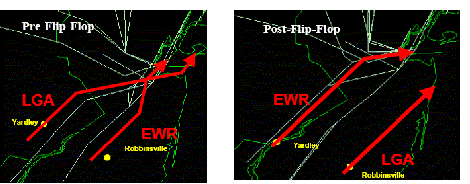 Pre Flip Flop
LGA
Yardley
EWR
Robbinsville
Post-Flip-Flop
EWR
Yardley
LGA
Robbinsville